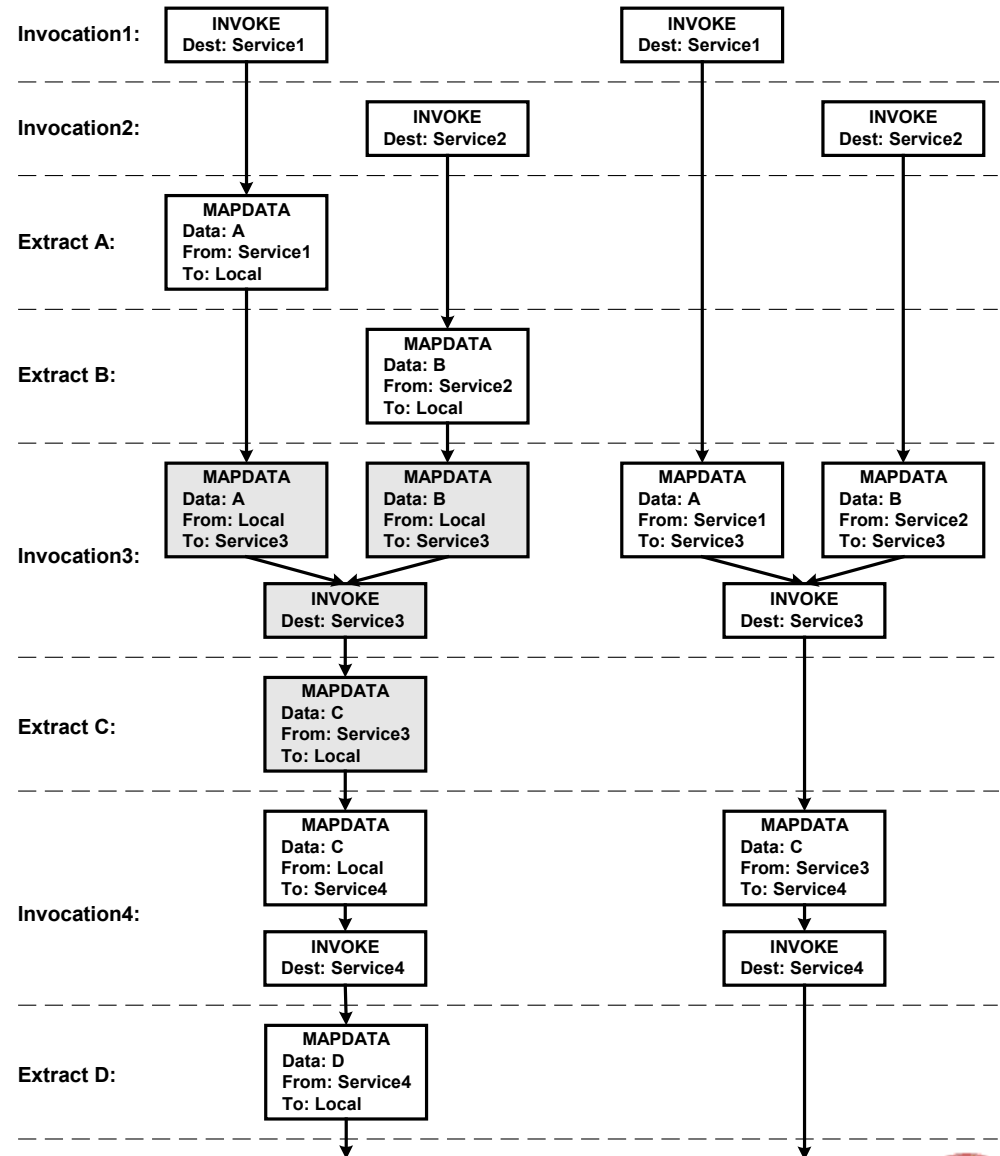 Invocation1:
INVOKE
Dest: Service1
INVOKE
Dest: Service1
Invocation2:
INVOKE
Dest: Service2
INVOKE
Dest: Service2
Extract A:
MAPDATA
Data: A
From: Service1
To: Local
Extract B:
MAPDATA
Data: B
From: Service2
To: Local
Invocation3:
MAPDATA
Data: A
From: Local
To: Service3
MAPDATA
Data: B
From: Local
To: Service3
MAPDATA
Data: A
From: Service1
To: Service3
MAPDATA
Data: B
From: Service2
To: Service3
INVOKE
Dest: Service3
INVOKE
Dest: Service3
Extract C:
MAPDATA
Data: C
From: Service3
To: Local
Invocation4:
MAPDATA
Data: C
From: Local
To: Service4
MAPDATA
Data: C
From: Service3
To: Service4
INVOKE
Dest: Service4
INVOKE
Dest: Service4
Extract D:
MAPDATA
Data: D
From: Service4
To: Local